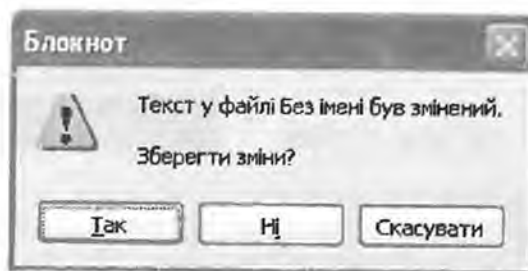 Блокнот
Текст у файлі Без імені був змінений.
Зберегти зміни?
Так
Ні
Скасувати